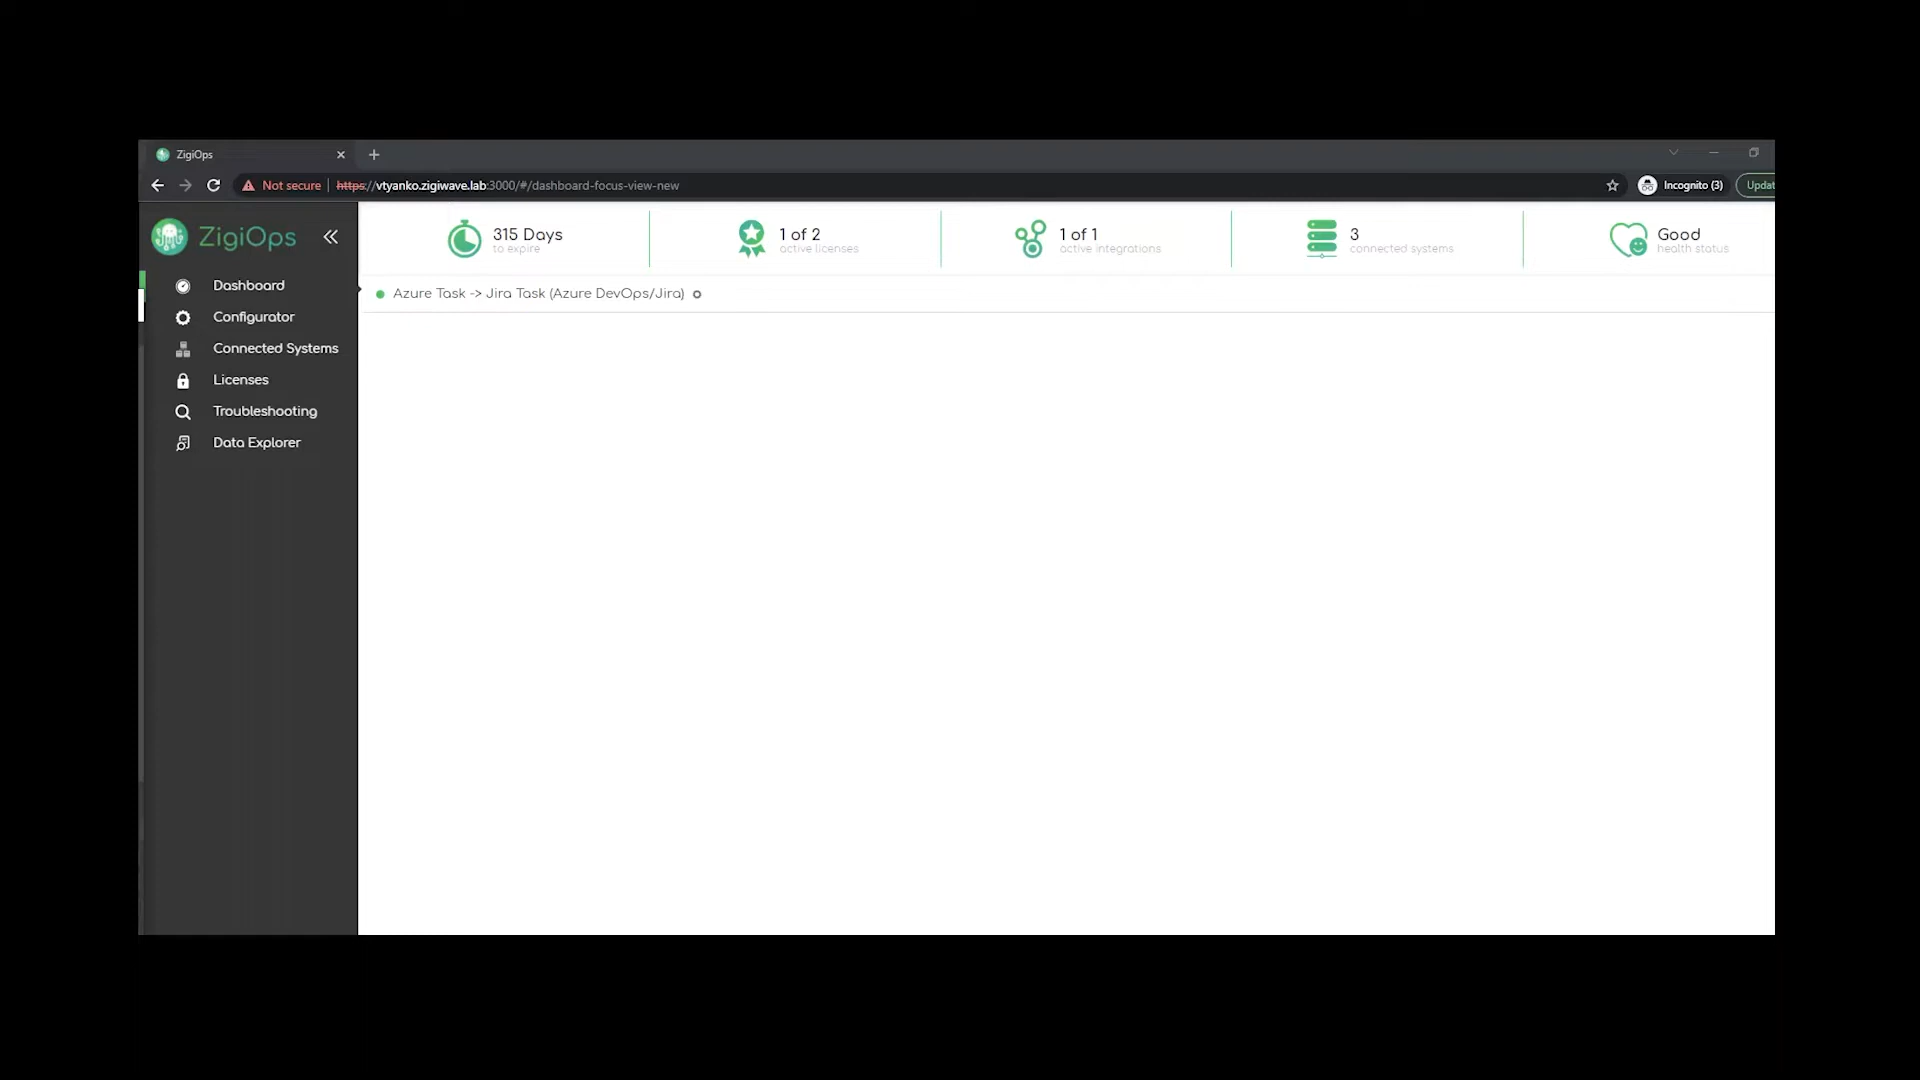 ZigiOps
Not secure https://vtyanko.zigiwave.lab:3000/#/dashboard-focus-view-new Incognito (3) Updat
ZigiOps
315 Days
to expire
1 of 2
active licenses
1 of 1
active integrations
3
connected systems
Good
health status
Dashboard
Configurator
Connected Systems
Licenses
Troubleshooting
Data Explorer
Azure Task -> Jira Task (Azure DevOps/Jira)